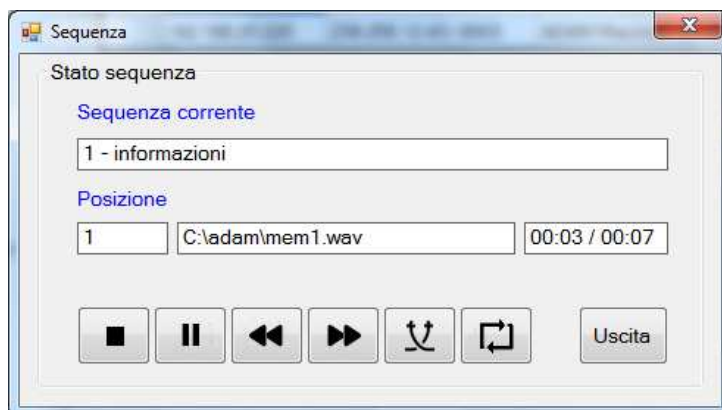 Sequenza
Stato sequenza
Sequenza corrente
1 - informazioni
Posizione
1 C:\adam\mem1.wav 00:03 / 00:07
Uscita